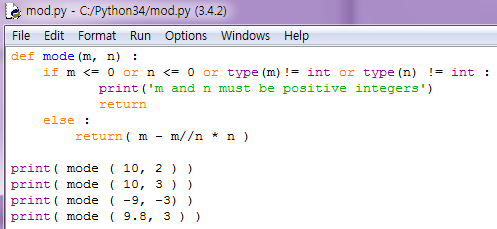 mod.py - C:/Python34/mod.py (3.4.2)
File Edit Format Run Options Windows Help
def mode(m, n) :
    if m <= 0 or n <= 0 or type(m)!= int or type(n) != int :
            print('m and n must be positive integers')
            return
    else :
         return( m - m//n * n )

print( mode ( 10, 2 ) )
print( mode ( 10, 3 ) )
print( mode ( -9, -3) )
print( mode ( 9.8, 3 ) )